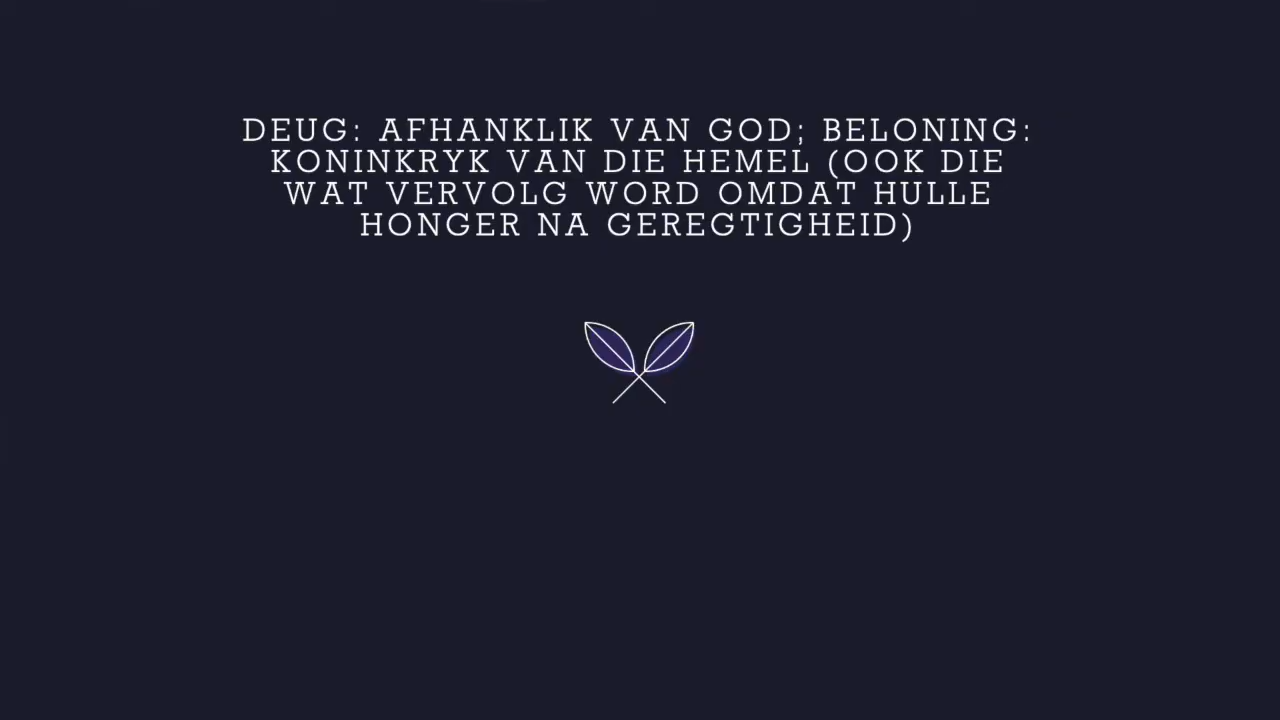 DEUG: AFHANKLIK VAN GOD; BELONING:
KONINKRYK VAN DIE HEMEL (OOK DIE
WAT VERVOLG WORD OMDAT HULLE
HONGER NA GEREGTIGHEID)